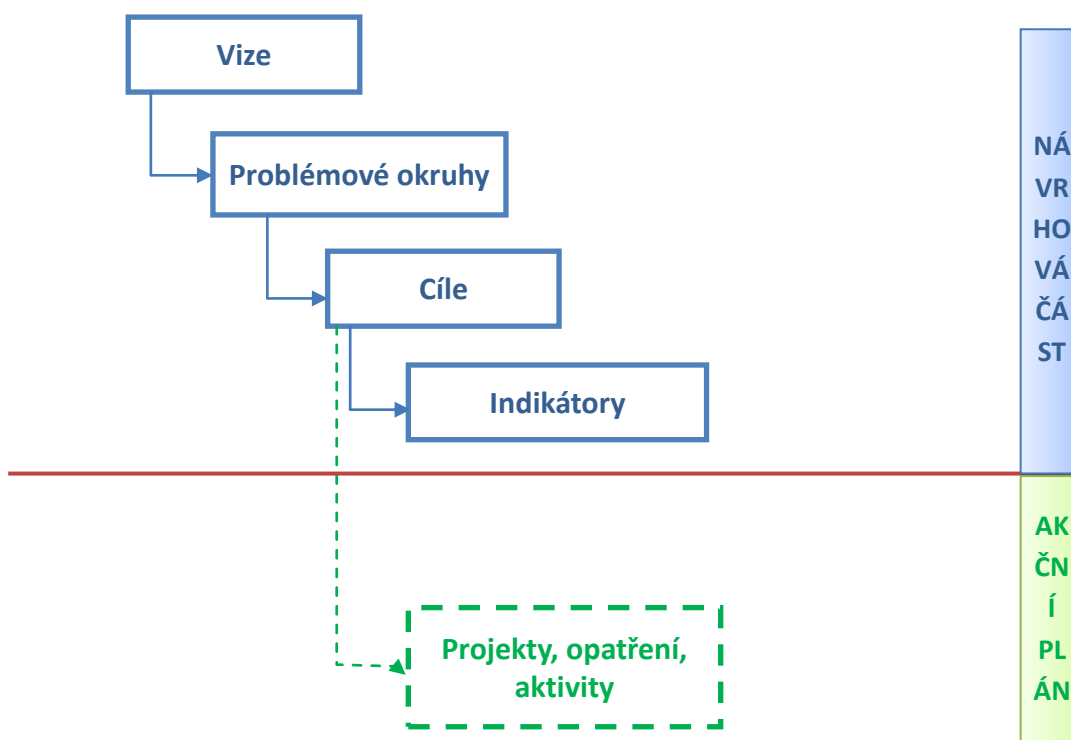 Vize
Problémové okruhy
Cíle
Indikátory
Projekty, opatření,
aktivity
NÁ
VR
HO
VÁ
ČÁ
ST
AK
ČN
Í
PL
ÁN